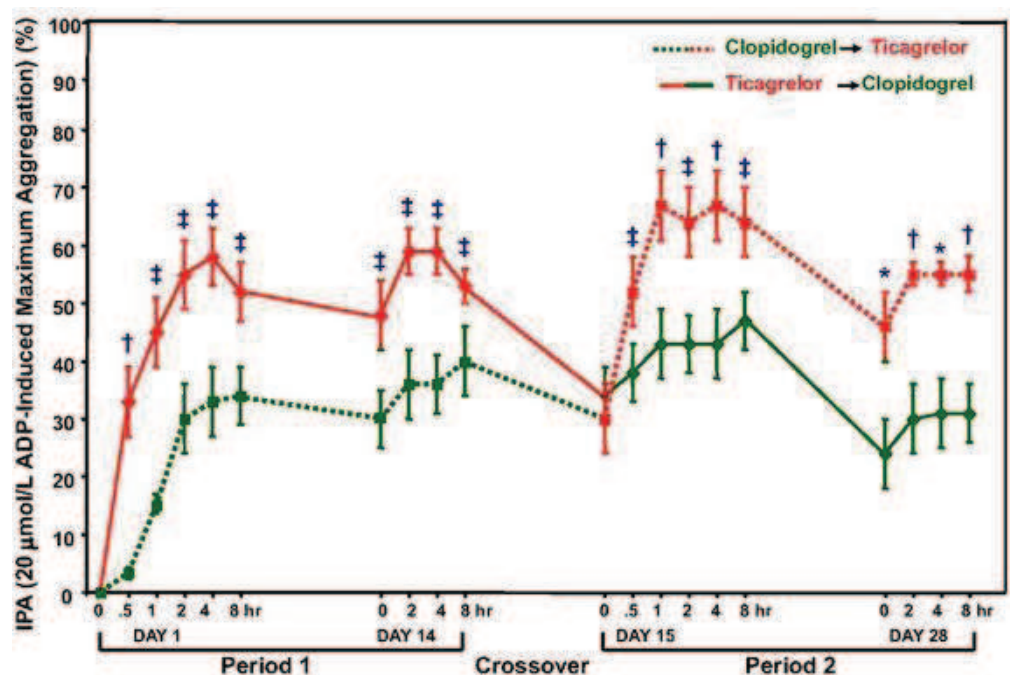 IPA (20 µmol/L ADP-Induced Maximum Aggregation) (%)
100
90
80
70
60
50
40
30
20
10
0
Clopidogrel→ Ticagrelor
Ticagrelor →Clopidogrel
† ‡ ‡ ‡ ‡ ‡ ‡ ‡ ‡ ‡ † ‡ † ‡ * † * †
0 .5 1 2 4 8 hr 0 2 4 8 hr 0 .5 1 2 4 8 hr 0 2 4 8 hr
DAY 1 DAY 14 DAY 15 DAY 28
Period 1 Crossover Period 2